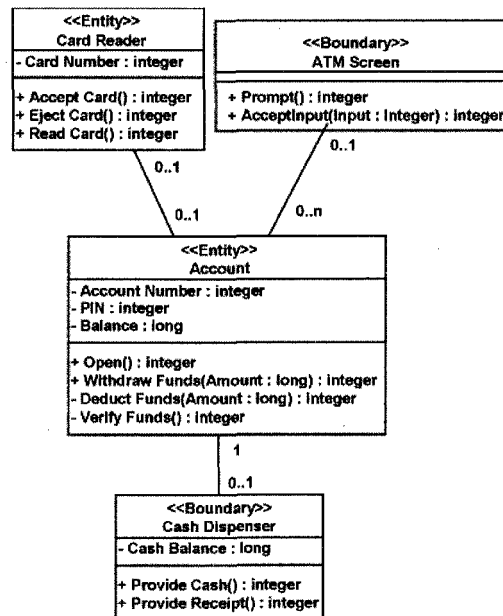 <<Entity>>
Card Reader
- Card Number : integer
+ Accept Card() : integer
+ Eject Card() : integer
+ Read Card() : integer
<<Boundary>>
ATM Screen
+ Prompt() : integer
+ AcceptInput(Input : Integer) : integer
0..1
0..1
0..1
0..n
<<Entity>>
Account
- Account Number : integer
- PIN : integer
- Balance : long
+ Open() : integer
+ Withdraw Funds(Amount : long) : integer
- Deduct Funds(Amount : long) : integer
- Verify Funds() : integer
1
0..1
<<Boundary>>
Cash Dispenser
- Cash Balance : long
+ Provide Cash() : integer
+ Provide Receipt() : integer